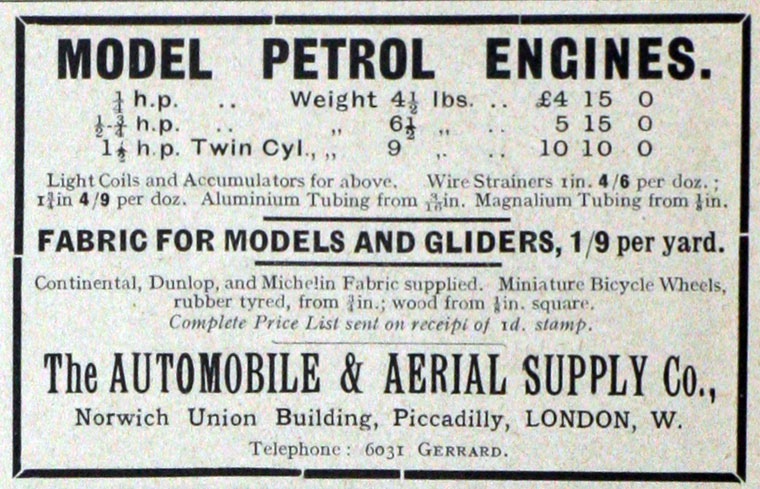 MODEL PETROL ENGINES.
¼ h.p. .. Weight 4½ lbs. .. £4 15 0
½-¾ h.p. .. „ 6½ „ .. 5 15 0
1½ h.p. Twin Cyl., „ 9 „ .. 10 10 0
Light Coils and Accumulators for above. Wire Strainers 1in. 4/6 per doz.;
1¾in 4/9 per doz. Aluminium Tubing from 3/16in. Magnalium Tubing from ⅛in.
FABRIC FOR MODELS AND GLIDERS, 1/9 per yard.
Continental, Dunlop, and Michelin Fabric supplied. Miniature Bicycle Wheels,
rubber tyred, from ¾in.; wood from ⅛in. square.
Complete Price List sent on receipt of 1d. stamp.
The AUTOMOBILE & AERIAL SUPPLY Co.,
Norwich Union Building, Piccadilly, LONDON, W.
Telephone: 6031 GERRARD.